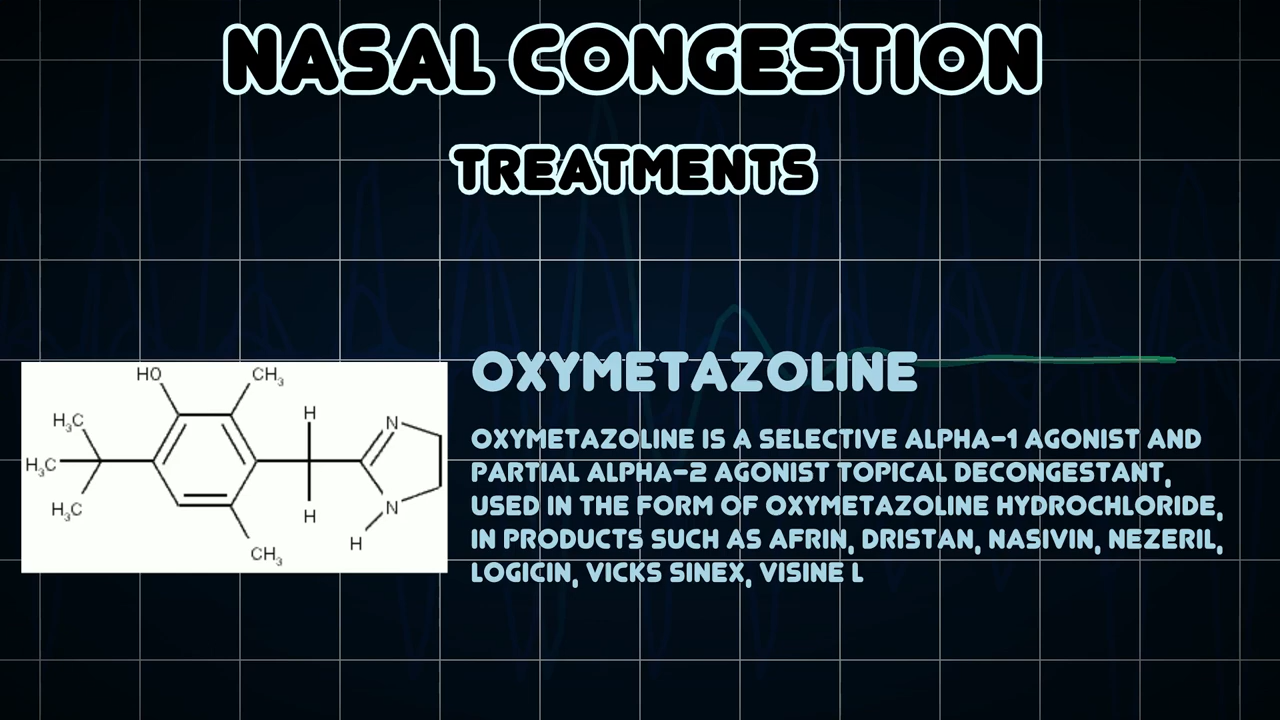 NASAL CONGESTION
TREATMENTS
OXYMETAZOLINE
OXYMETAZOLINE IS A SELECTIVE ALPHA-1 AGONIST AND
PARTIAL ALPHA-2 AGONIST TOPICAL DECONGESTANT,
USED IN THE FORM OF OXYMETAZOLINE HYDROCHLORIDE,
IN PRODUCTS SUCH AS AFRIN, DRISTAN, NASIVIN, NEZERIL,
LOGICIN, VICKS SINEX, VISINE L
HO
CH₃
H₃C
H
N
H₃C
H₃C
H
N
H
CH₃